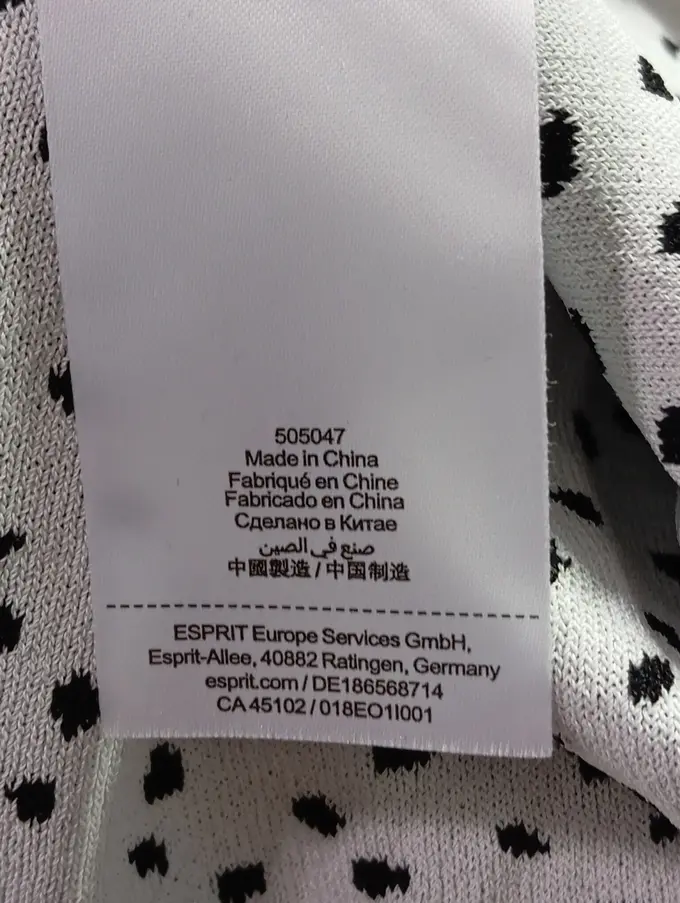 505047
Made in China
Fabriqué en Chine
Fabricado en China
Сделано в Китае
صنع في الصين
中國製造 / 中国制造
ESPRIT Europe Services GmbH,
Esprit-Allee, 40882 Ratingen, Germany
esprit.com / DE186568714
CA 45102 / 018EO1I001